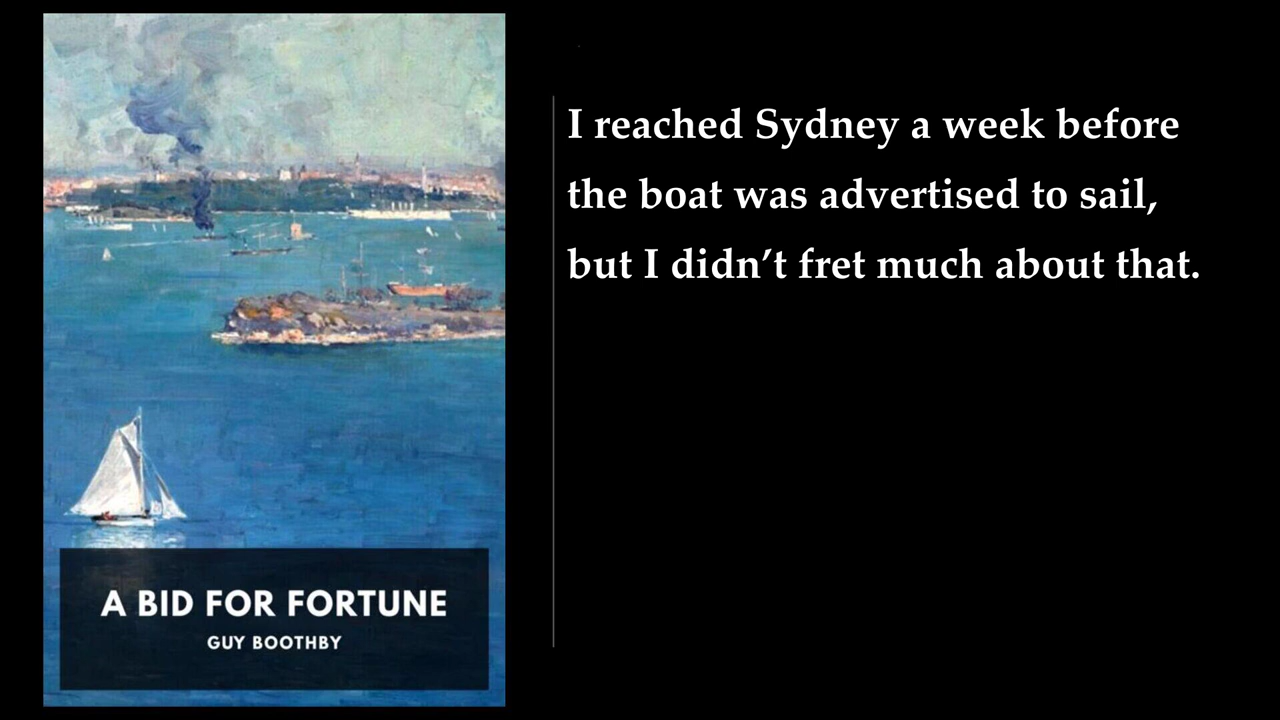 I reached Sydney a week before
the boat was advertised to sail,
but I didn’t fret much about that.
A BID FOR FORTUNE
GUY BOOTHBY